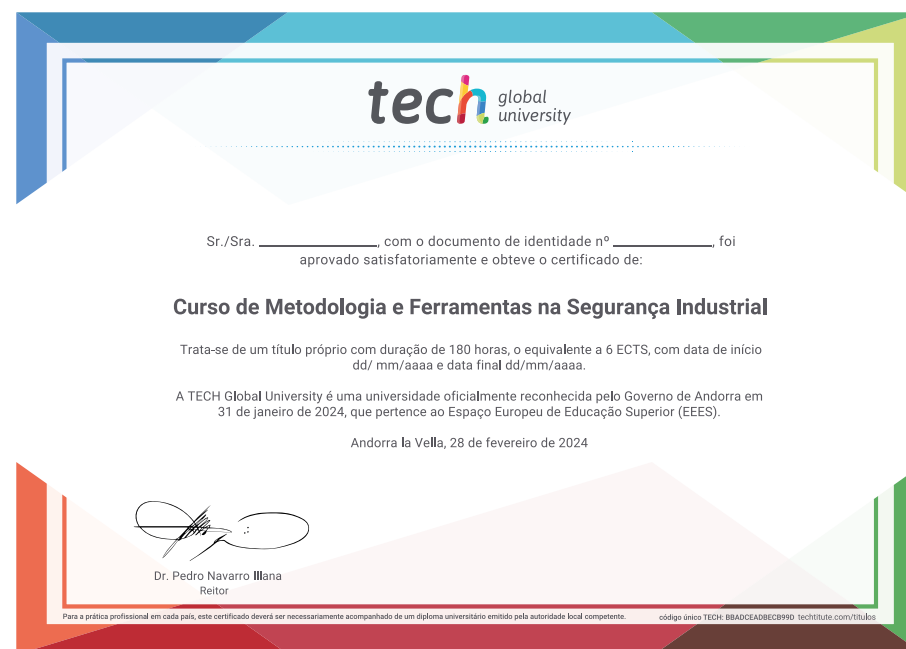 tech global university
Sr./Sra. ________________, com o documento de identidade nº _____________, foi
aprovado satisfatoriamente e obteve o certificado de:
Curso de Metodologia e Ferramentas na Segurança Industrial
Trata-se de um título próprio com duração de 180 horas, o equivalente a 6 ECTS, com data de início
dd/ mm/aaaa e data final dd/mm/aaaa.
A TECH Global University é uma universidade oficialmente reconhecida pelo Governo de Andorra em
31 de janeiro de 2024, que pertence ao Espaço Europeu de Educação Superior (EEES).
Andorra la Vella, 28 de fevereiro de 2024
Dr. Pedro Navarro Illana
Reitor
Para a prática profissional em cada país, este certificado deverá ser necessariamente acompanhado de um diploma universitário emitido pela autoridade local competente.
código único TECH: BBADCEADBECB99D techtitute.com/titulos